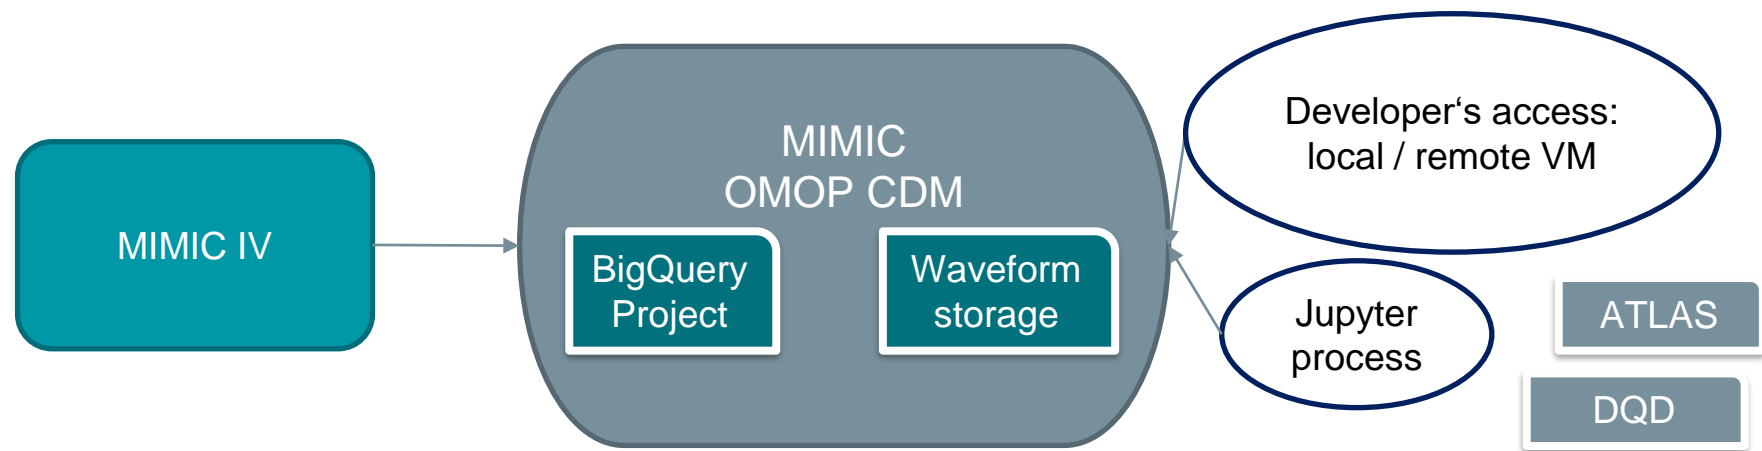 MIMIC IV
MIMIC
OMOP CDM
BigQuery
Project
Waveform
storage
Developer‘s access:
local / remote VM
Jupyter
process
ATLAS
DQD